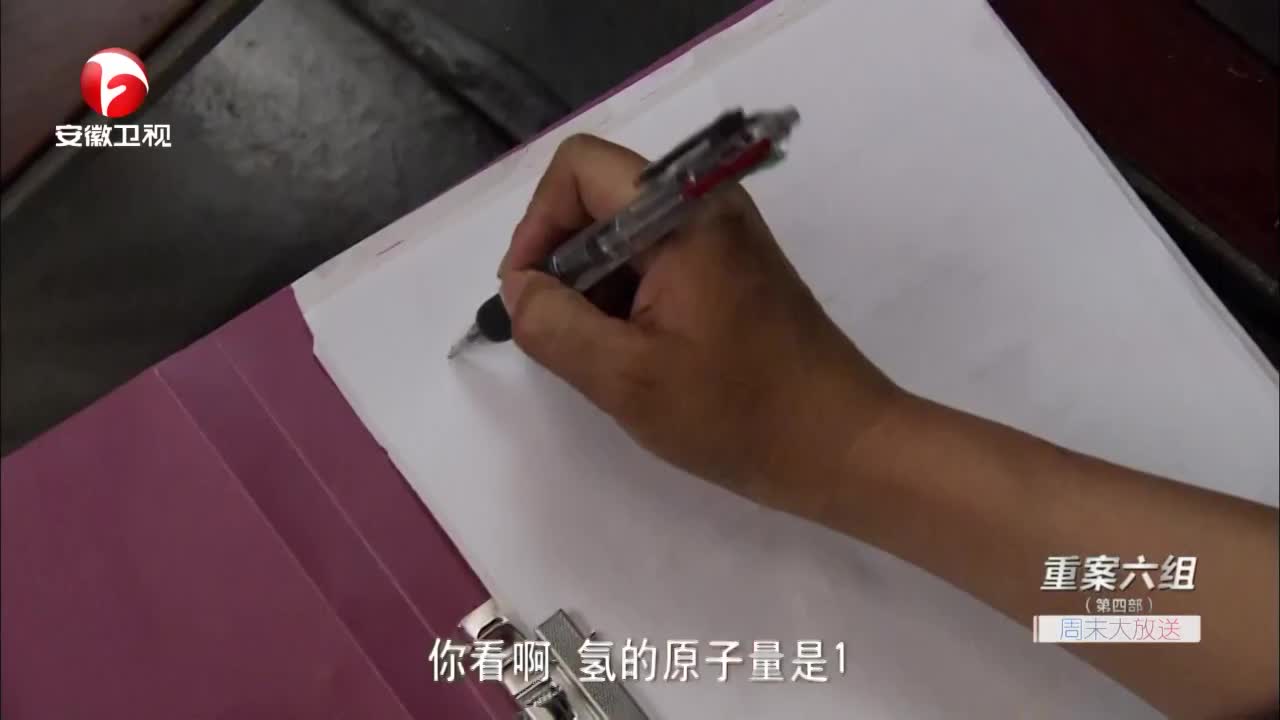 安徽卫视
重案六组
（第四部）
周末大放送
你看啊 氢的原子量是1